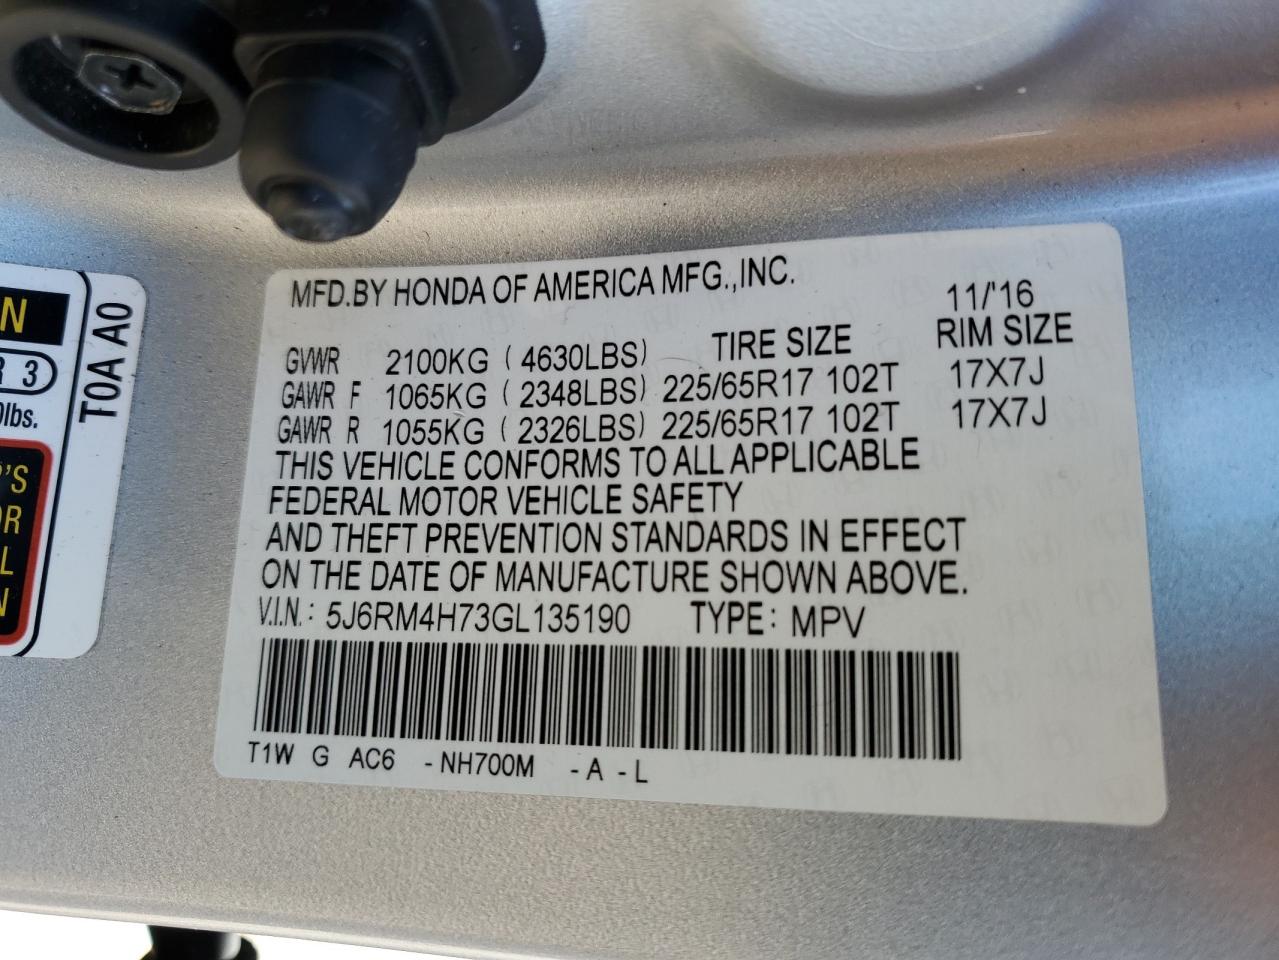 N
R 3
0lbs.
'S
OR
L
N
T0A A0
MFD.BY HONDA OF AMERICA MFG.,INC.
11/'16
GVWR 2100KG ( 4630LBS) TIRE SIZE RIM SIZE
GAWR F 1065KG ( 2348LBS) 225/65R17 102T 17X7J
GAWR R 1055KG ( 2326LBS) 225/65R17 102T 17X7J
THIS VEHICLE CONFORMS TO ALL APPLICABLE
FEDERAL MOTOR VEHICLE SAFETY
AND THEFT PREVENTION STANDARDS IN EFFECT
ON THE DATE OF MANUFACTURE SHOWN ABOVE.
V.I.N.: 5J6RM4H73GL135190 TYPE: MPV
T1W G AC6 -NH700M -A -L